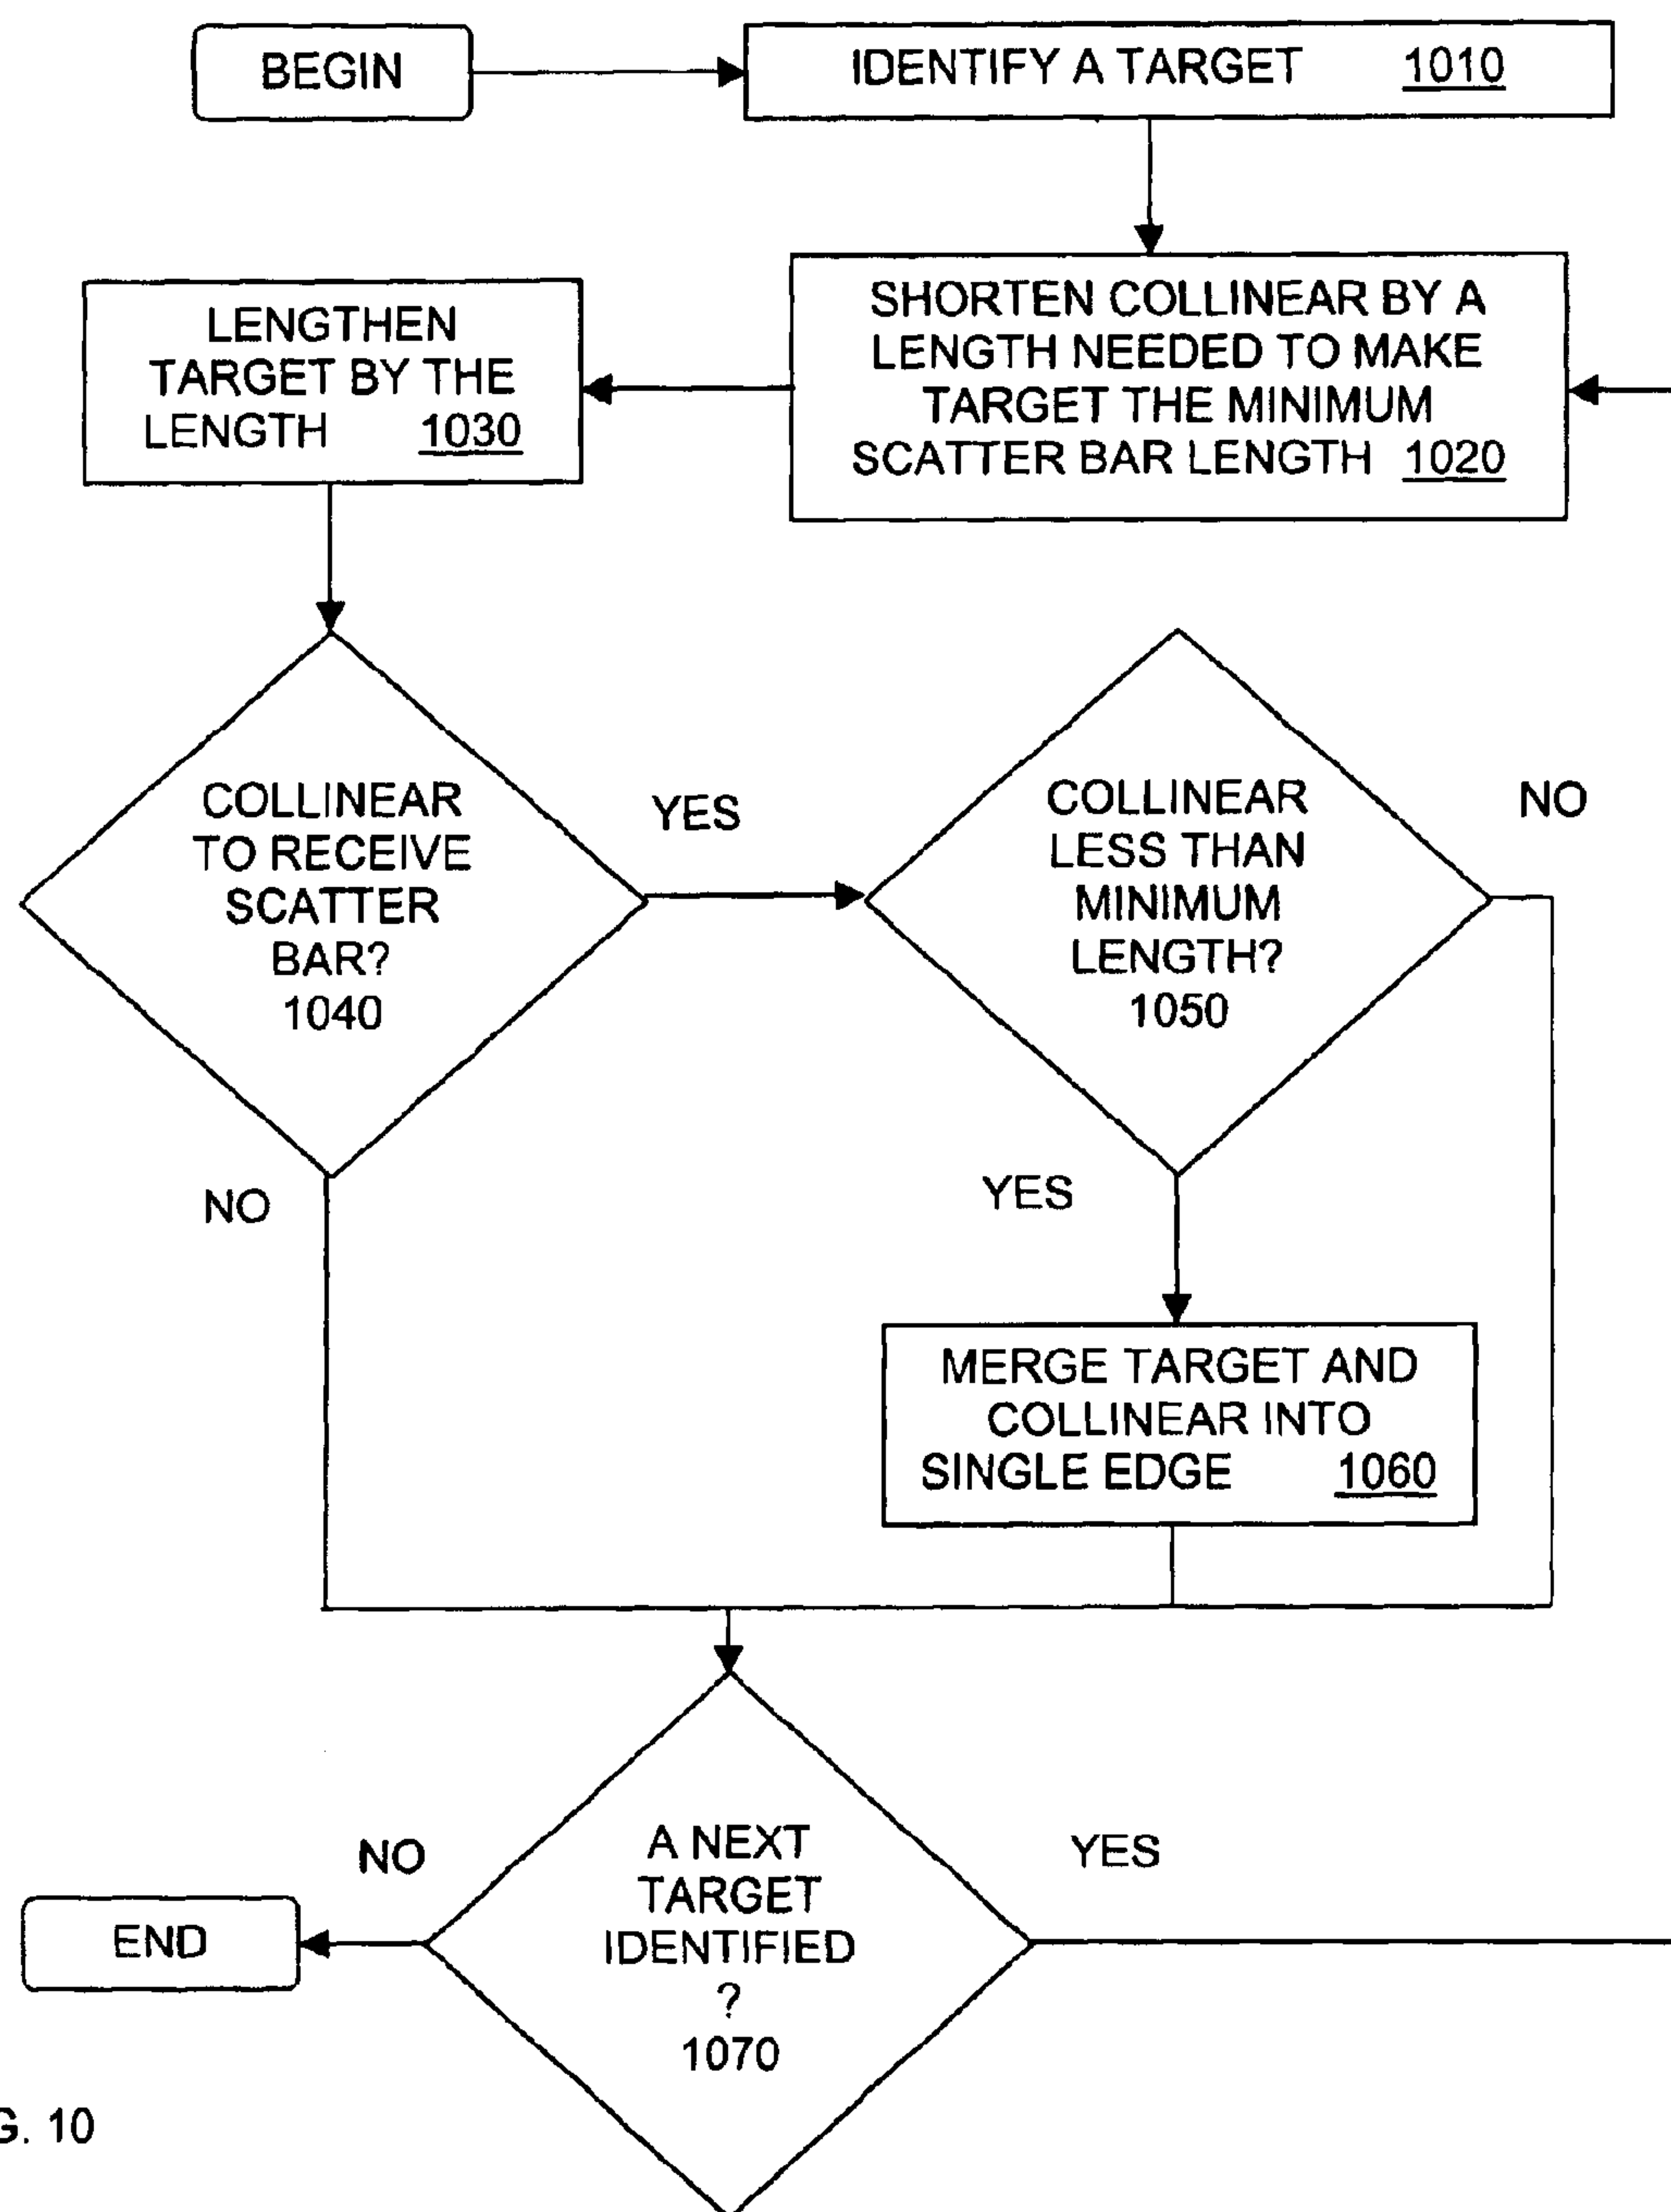 BEGIN
IDENTIFY A TARGET 1010
SHORTEN COLLINEAR BY A
LENGTH NEEDED TO MAKE
TARGET THE MINIMUM
SCATTER BAR LENGTH 1020
LENGTHEN
TARGET BY THE
LENGTH 1030
COLLINEAR
TO RECEIVE
SCATTER
BAR?
1040
YES
NO
COLLINEAR
LESS THAN
MINIMUM
LENGTH?
1050
NO
YES
MERGE TARGET AND
COLLINEAR INTO
SINGLE EDGE 1060
A NEXT
TARGET
IDENTIFIED
?
1070
NO
YES
END
G. 10